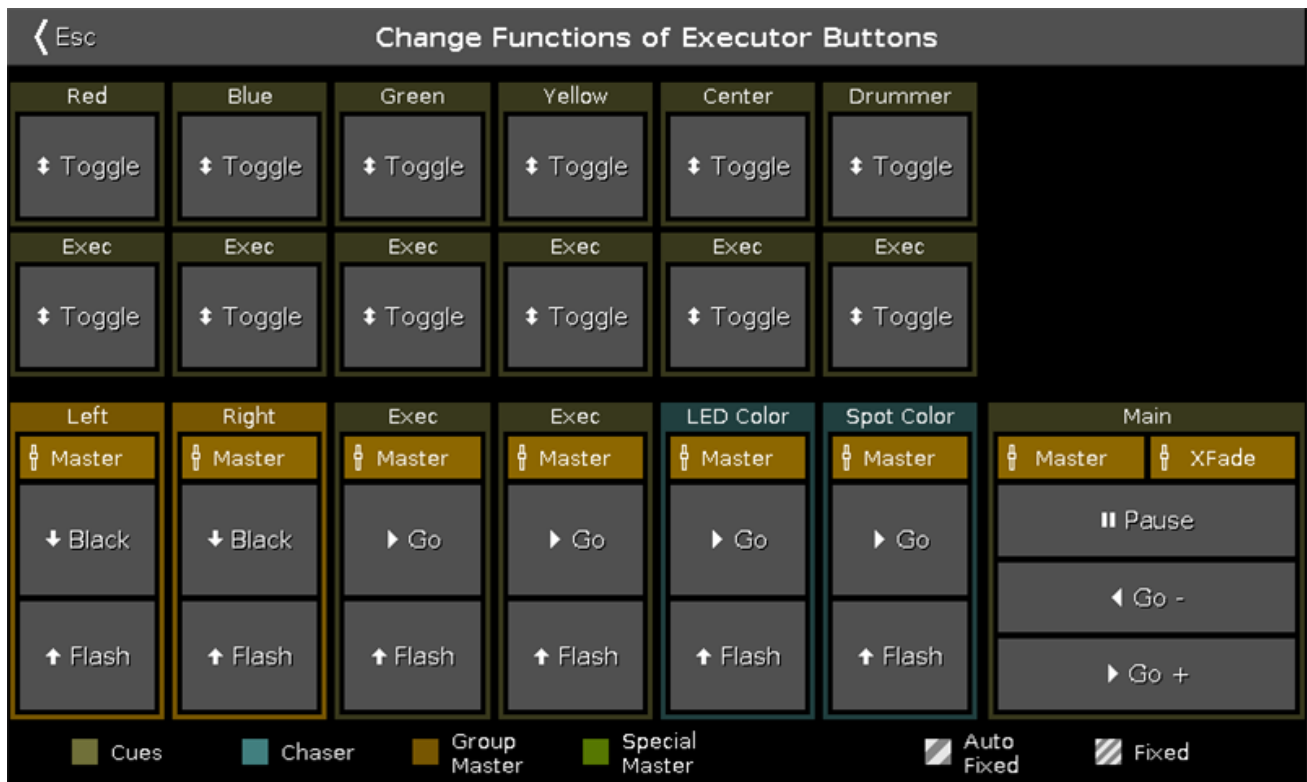 Esc
Change Functions of Executor Buttons
Red Blue Green Yellow Center Drummer
Toggle Toggle Toggle Toggle Toggle Toggle
Exec Exec Exec Exec Exec Exec
Toggle Toggle Toggle Toggle Toggle Toggle
Left Right Exec Exec LED Color Spot Color Main
Master Master Master Master Master Master Master XFade
Pause
Black Black Go Go Go Go
Go -
Flash Flash Flash Flash Flash Flash
Go +
Cues
Chaser
Group
Master
Special
Master
Auto
Fixed
Fixed